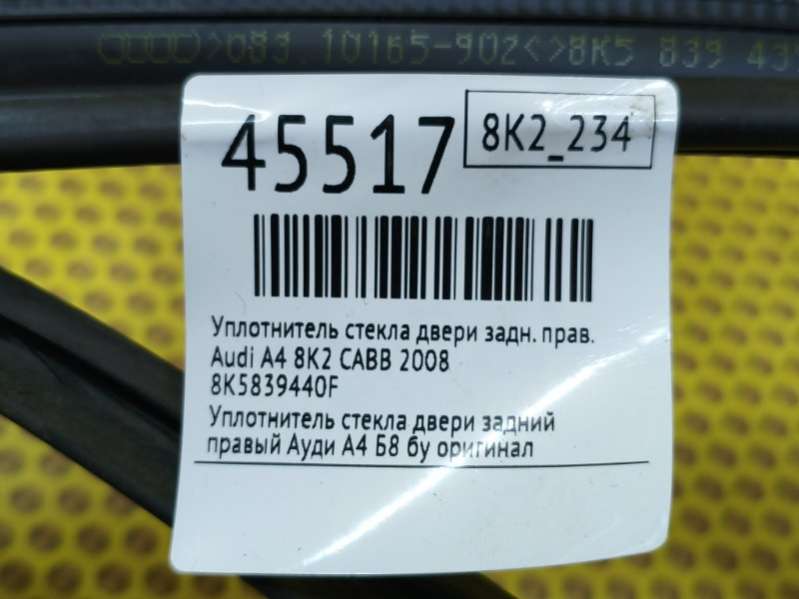 >083.10165-902<>8K5 839 43
45517
8K2_234
Уплотнитель стекла двери задн. прав.
Audi A4 8K2 CABB 2008
8K5839440F
Уплотнитель стекла двери задний
правый Ауди А4 Б8 бу оригинал